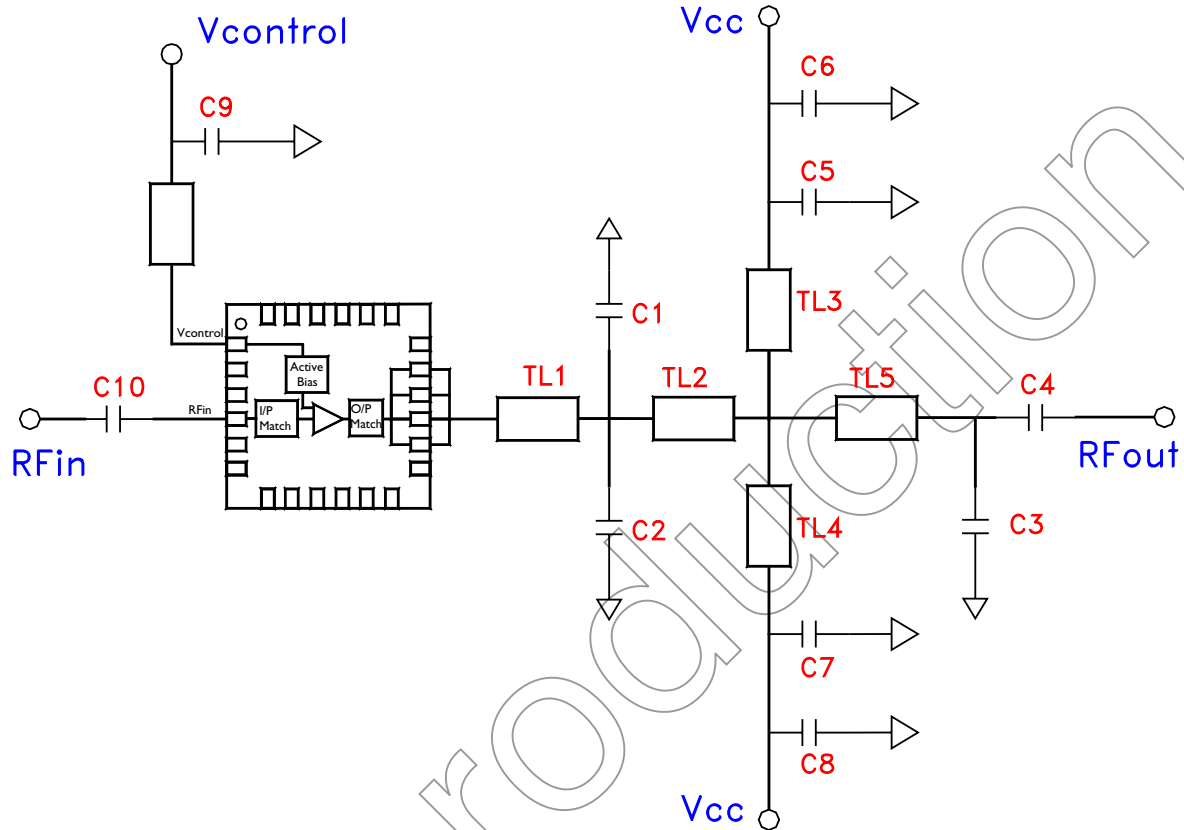 Vcontrol
Vcc
C9
C6
C5
Vcontrol
Active
Bias
C1
TL3
C10
RFin
I/P
Match
O/P
Match
TL1
TL2
TL5
C4
RFin
RFout
C2
TL4
C3
C7
C8
Vcc
roduction